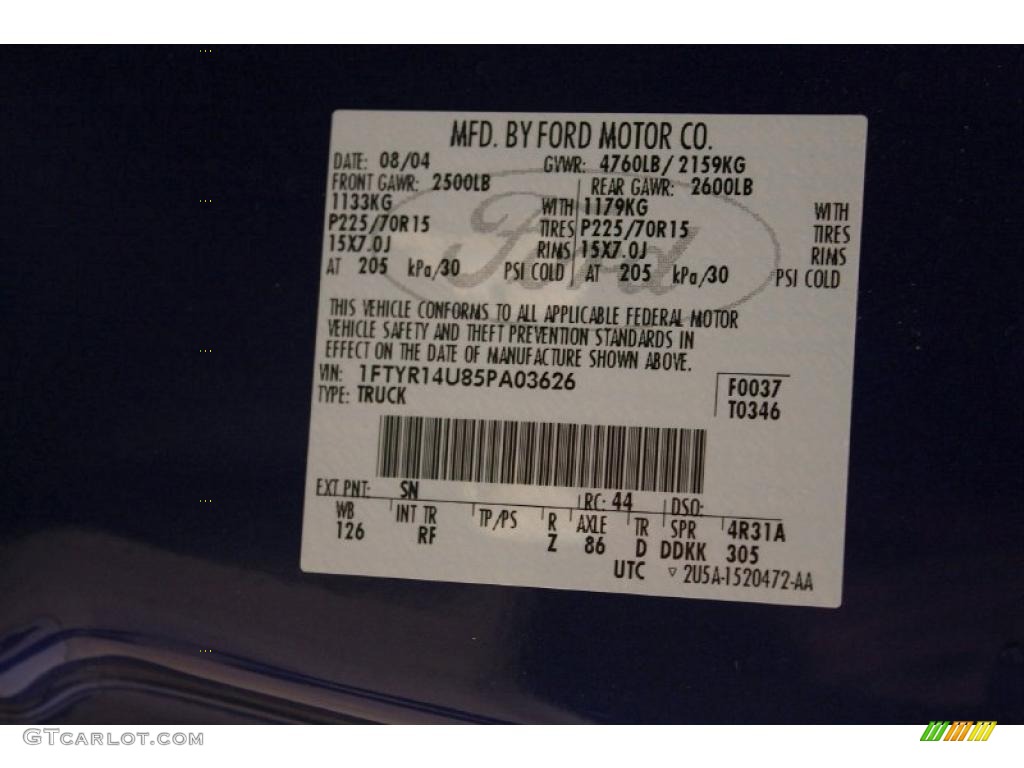 MFD. BY FORD MOTOR CO.
DATE: 08/04 GVWR: 4760LB/ 2159KG
FRONT GAWR: 2500LB REAR GAWR: 2600LB
1133KG WITH 1179KG WITH
P225/70R15 TIRES P225/70R15 TIRES
15X7.0J RIMS 15X7.0J RIMS
AT 205 kPa/30 PSI COLD AT 205 kPa/30 PSI COLD
Ford
THIS VEHICLE CONFORMS TO ALL APPLICABLE FEDERAL MOTOR
VEHICLE SAFETY AND THEFT PREVENTION STANDARDS IN
EFFECT ON THE DATE OF MANUFACTURE SHOWN ABOVE.
VIN: 1FTYR14U85PA03626 F0037
TYPE: TRUCK T0346
EXT PNT: SN RC: 44 DSO:
WB INT TR TP/PS R AXLE TR SPR 4R31A
126 RF Z 86 D DDKK 305
UTC ▽ 2U5A-1520472-AA
GTCARLOT.COM